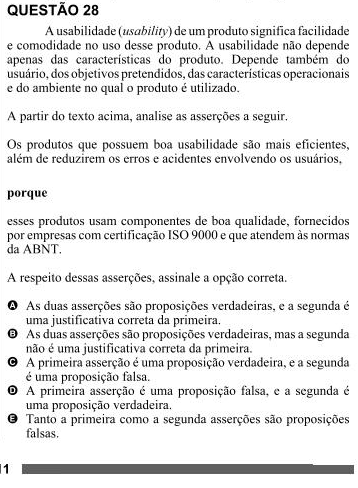 QUESTÃO 28
A usabilidade (usability) de um produto significa facilidade
e comodidade no uso desse produto. A usabilidade não depende
apenas das características do produto. Depende também do
usuário, dos objetivos pretendidos, das características operacionais
e do ambiente no qual o produto é utilizado.
A partir do texto acima, analise as asserções a seguir.
Os produtos que possuem boa usabilidade são mais eficientes,
além de reduzirem os erros e acidentes envolvendo os usuários,
porque
esses produtos usam componentes de boa qualidade, fornecidos
por empresas com certificação ISO 9000 e que atendem às normas
da ABNT.
A respeito dessas asserções, assinale a opção correta.
A As duas asserções são proposições verdadeiras, e a segunda é
uma justificativa correta da primeira.
B As duas asserções são proposições verdadeiras, mas a segunda
não é uma justificativa correta da primeira.
C A primeira asserção é uma proposição verdadeira, e a segunda
é uma proposição falsa.
D A primeira asserção é uma proposição falsa, e a segunda é
uma proposição verdadeira.
E Tanto a primeira como a segunda asserções são proposições
falsas.
1